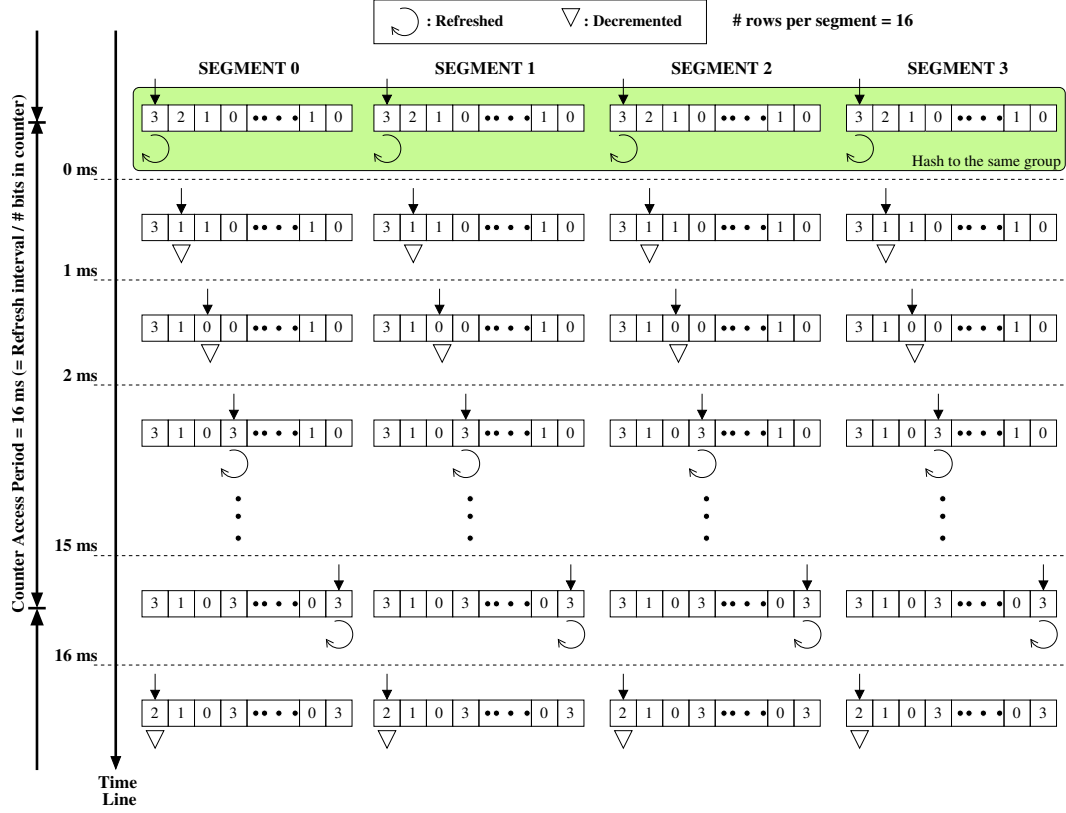 : Refreshed : Decremented # rows per segment = 16
SEGMENT 0 SEGMENT 1 SEGMENT 2 SEGMENT 3
3 2 1 0 •• • • 1 0 3 2 1 0 •• • • 1 0 3 2 1 0 •• • • 1 0 3 2 1 0 •• • • 1 0
Hash to the same group
0 ms
3 1 1 0 •• • • 1 0 3 1 1 0 •• • • 1 0 3 1 1 0 •• • • 1 0 3 1 1 0 •• • • 1 0
1 ms
3 1 0 0 •• • • 1 0 3 1 0 0 •• • • 1 0 3 1 0 0 •• • • 1 0 3 1 0 0 •• • • 1 0
2 ms
3 1 0 3 •• • • 1 0 3 1 0 3 •• • • 1 0 3 1 0 3 •• • • 1 0 3 1 0 3 •• • • 1 0
15 ms
3 1 0 3 •• • • 0 3 3 1 0 3 •• • • 0 3 3 1 0 3 •• • • 0 3 3 1 0 3 •• • • 0 3
16 ms
2 1 0 3 •• • • 0 3 2 1 0 3 •• • • 0 3 2 1 0 3 •• • • 0 3 2 1 0 3 •• • • 0 3
Time
Line
Counter Access Period = 16 ms (= Refresh interval / # bits in counter)